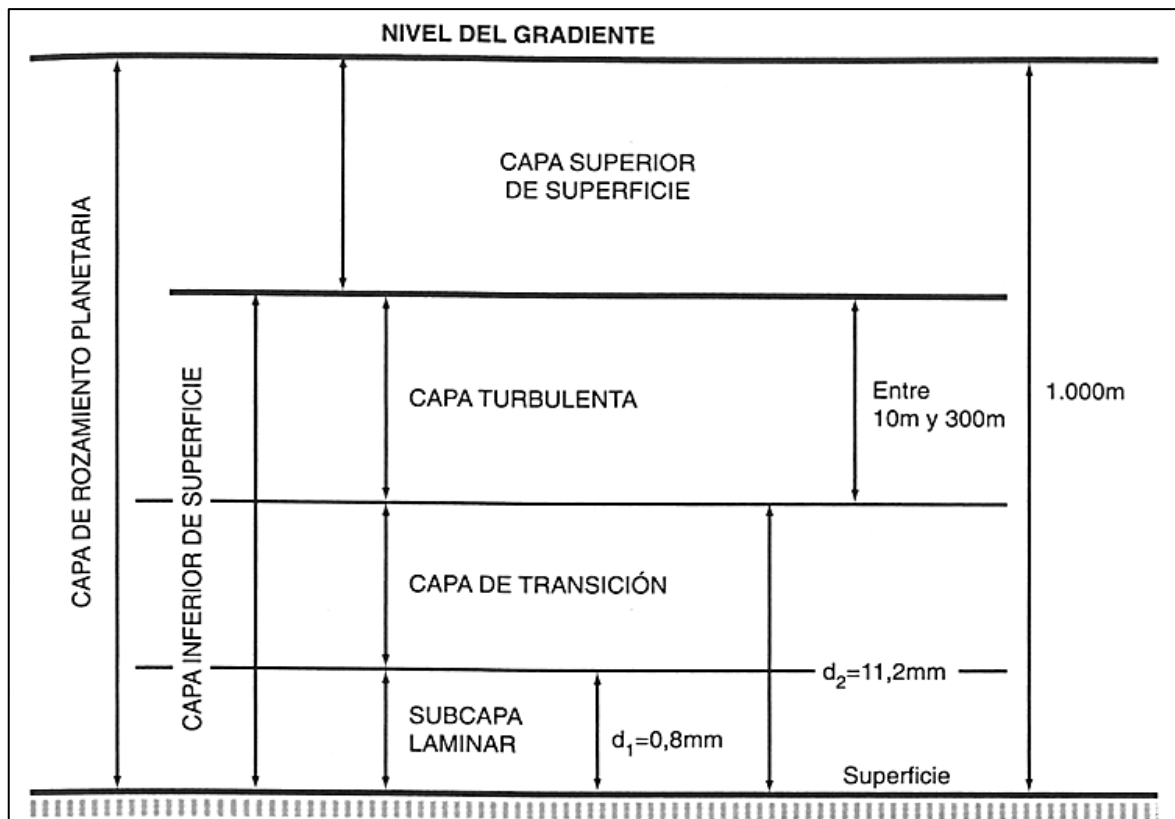 NIVEL DEL GRADIENTE
CAPA SUPERIOR
DE SUPERFICIE
CAPA DE ROZAMIENTO PLANETARIA
CAPA INFERIOR DE SUPERFICIE
CAPA TURBULENTA
Entre
10m y 300m
1.000m
CAPA DE TRANSICIÓN
d₂=11,2mm
SUBCAPA
LAMINAR
d₁=0,8mm
Superficie